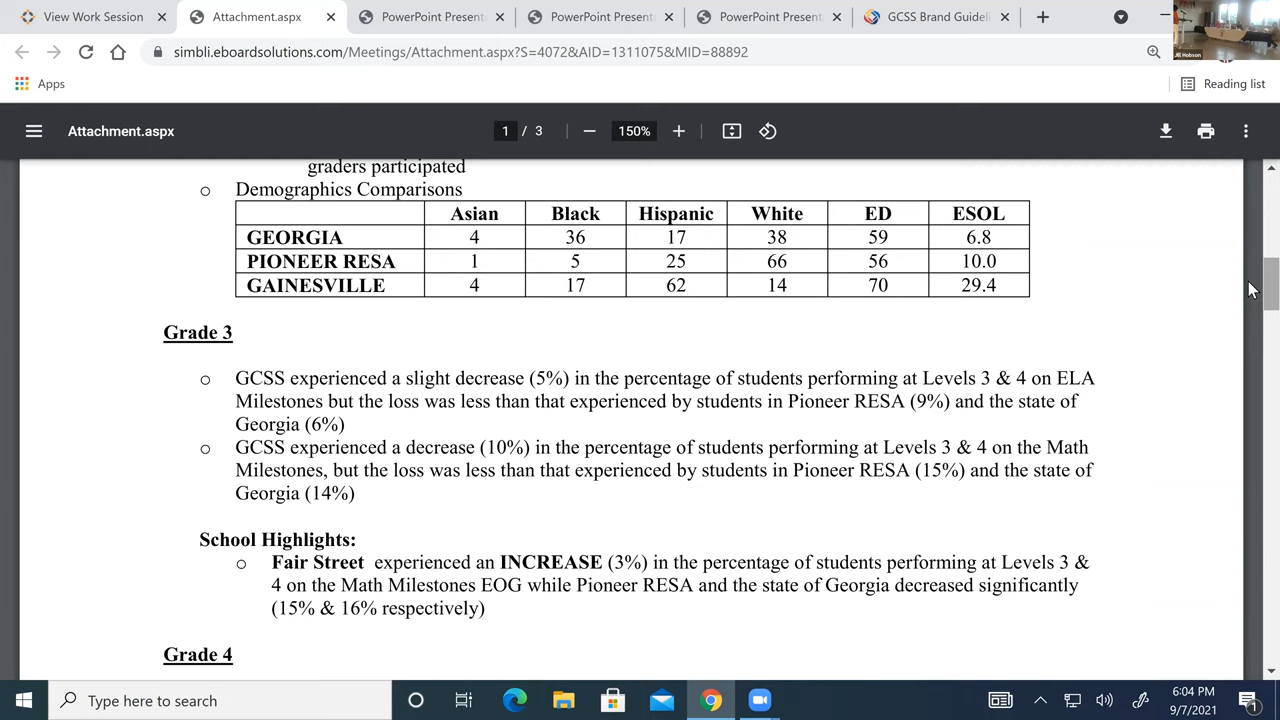 View Work Session
Attachment.aspx
PowerPoint Present
PowerPoint Present
PowerPoint Present
GCSS Brand Guideli
simbli.eboardsolutions.com/Meetings/Attachment.aspx?S=4072&AID=1311075&MID=88892
Jill Hobson
Apps
Reading list
Attachment.aspx
1 / 3
150%
graders participated
o Demographics Comparisons
Asian Black Hispanic White ED ESOL
GEORGIA 4 36 17 38 59 6.8
PIONEER RESA 1 5 25 66 56 10.0
GAINESVILLE 4 17 62 14 70 29.4
Grade 3
o GCSS experienced a slight decrease (5%) in the percentage of students performing at Levels 3 & 4 on ELA
Milestones but the loss was less than that experienced by students in Pioneer RESA (9%) and the state of
Georgia (6%)
o GCSS experienced a decrease (10%) in the percentage of students performing at Levels 3 & 4 on the Math
Milestones, but the loss was less than that experienced by students in Pioneer RESA (15%) and the state of
Georgia (14%)
School Highlights:
o Fair Street experienced an INCREASE (3%) in the percentage of students performing at Levels 3 &
4 on the Math Milestones EOG while Pioneer RESA and the state of Georgia decreased significantly
(15% & 16% respectively)
Grade 4
Type here to search
6:04 PM
9/7/2021
1